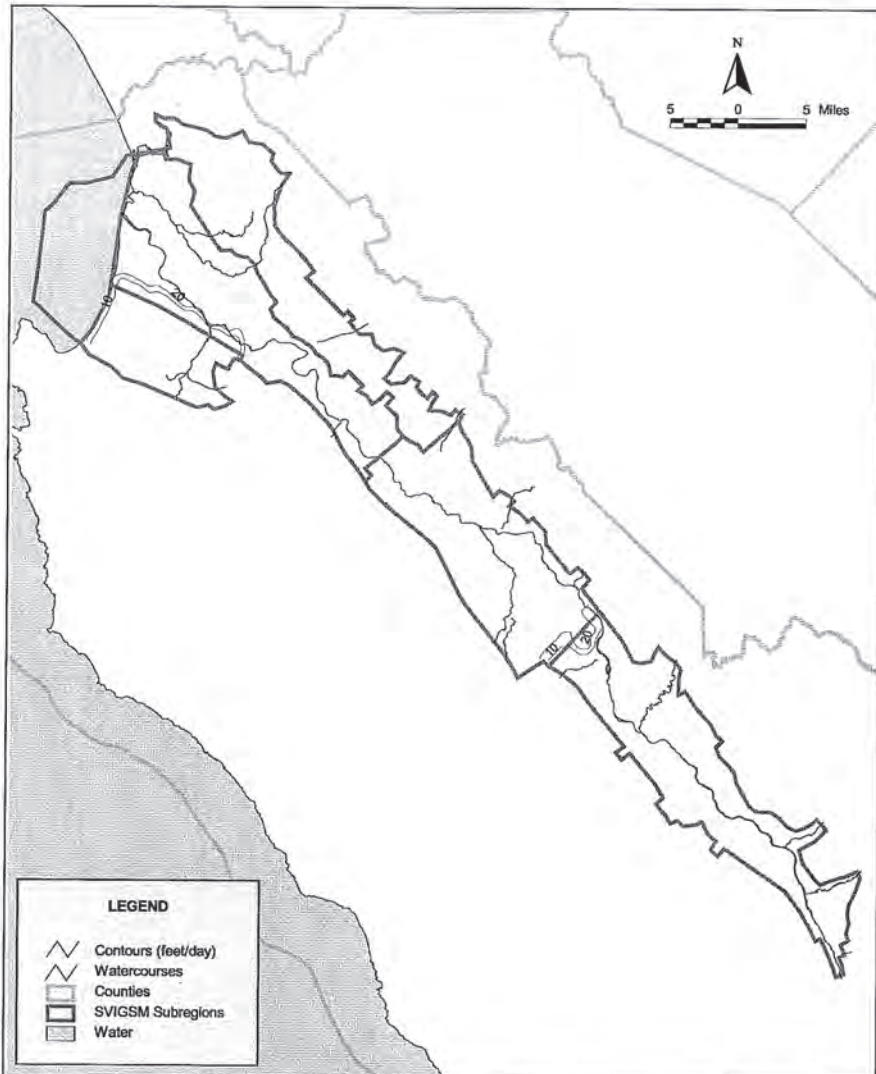 N
5 0 5 Miles
20
10
10
20
LEGEND
Contours (feet/day)
Watercourses
Counties
SVIGSM Subregions
Water